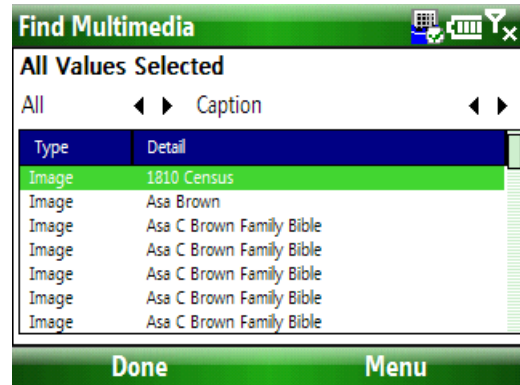 Find Multimedia
All Values Selected
All Caption
Type Detail
Image 1810 Census
Image Asa Brown
Image Asa C Brown Family Bible
Image Asa C Brown Family Bible
Image Asa C Brown Family Bible
Image Asa C Brown Family Bible
Image Asa C Brown Family Bible
Done Menu